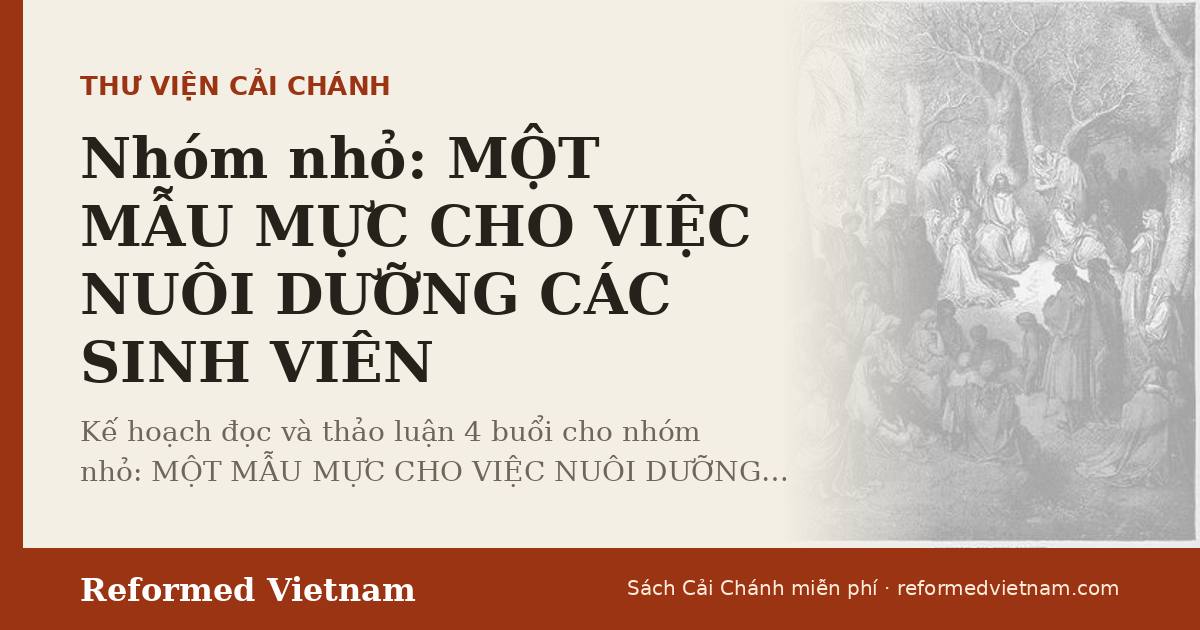 THƯ VIỆN CẢI CHÁNH
Nhóm nhỏ: MỘT
MẪU MỰC CHO VIỆC
NUÔI DƯỠNG CÁC
SINH VIÊN
Kế hoạch đọc và thảo luận 4 buổi cho nhóm
nhỏ: MỘT MẪU MỰC CHO VIỆC NUÔI DƯỠNG...
Reformed Vietnam
Sách Cải Chánh miễn phí · reformedvietnam.com